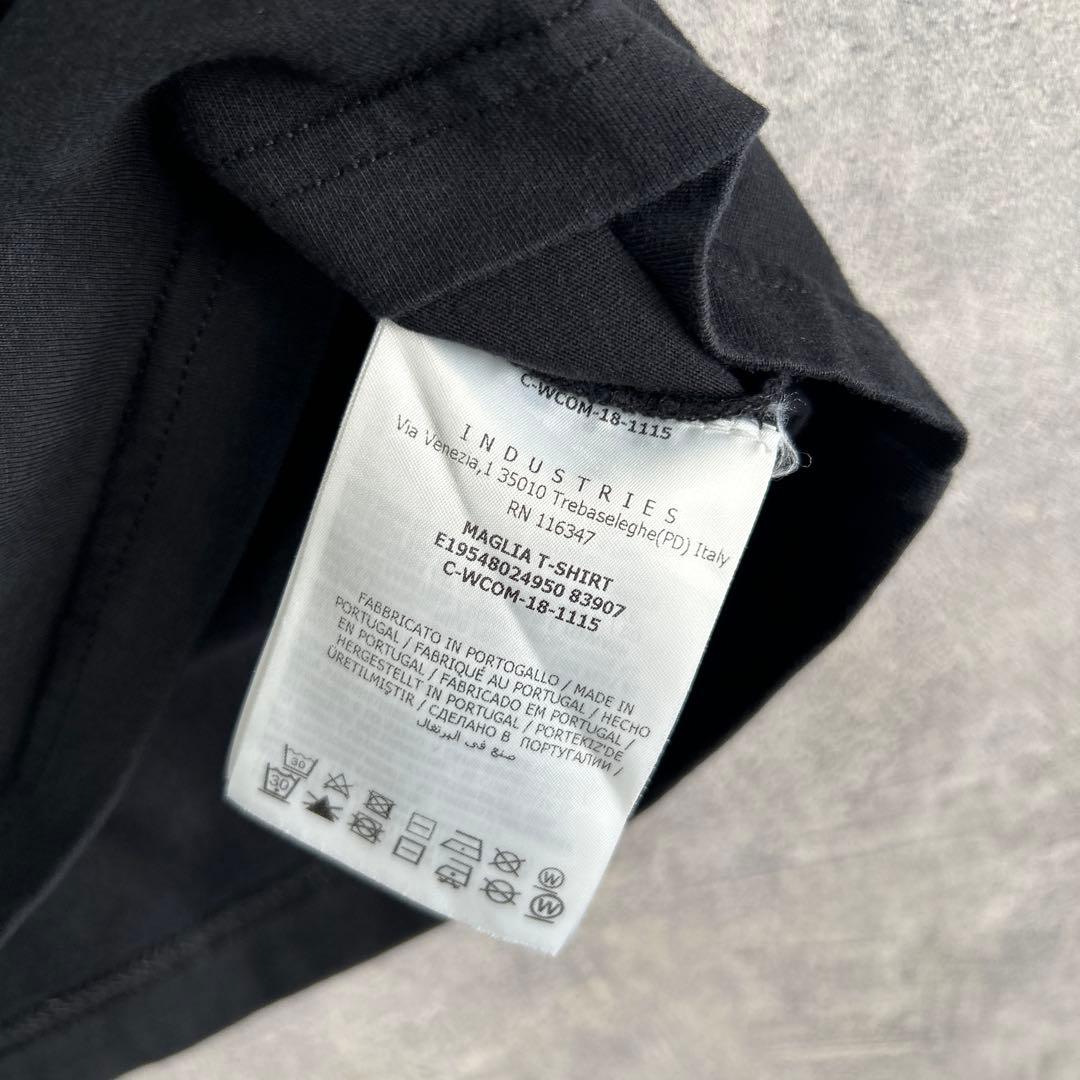 C-WCOM-18-1115
INDUSTRIES
Via Venezia,1 35010 Trebaseleghe(PD) Italy
RN 116347
MAGLIA T-SHIRT
E19548024950 83907
C-WCOM-18-1115
FABBRICATO IN PORTOGALLO / MADE IN
PORTUGAL / FABRIQUÉ AU PORTUGAL / HECHO
EN PORTUGAL / FABRICADO EM PORTUGAL /
HERGESTELLT IN PORTUGAL / PORTEKIZ'DE
ÜRETILMIŞTIR / СДЕЛАНО В ПОРТУГАЛИИ /
صنع في البرتغال
30
30
W
W